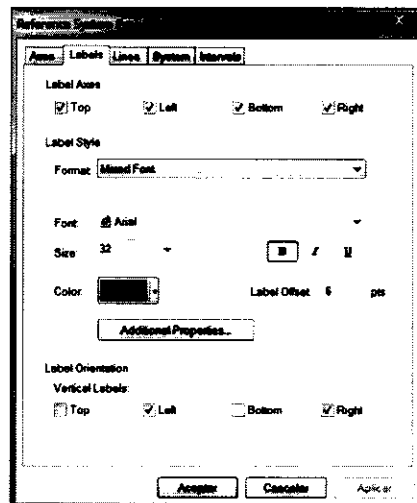 Reference System
Axes Labels Lines System Intervals
Label Axes
Top Left Bottom Right
Label Style
Format: Mixed Font
Font: Arial
Size: 32 B I U
Color: Label Offset: 6 pts
Additional Properties...
Label Orientation
Vertical Labels:
Top Left Bottom Right
Aceptar Cancelar Aplicar